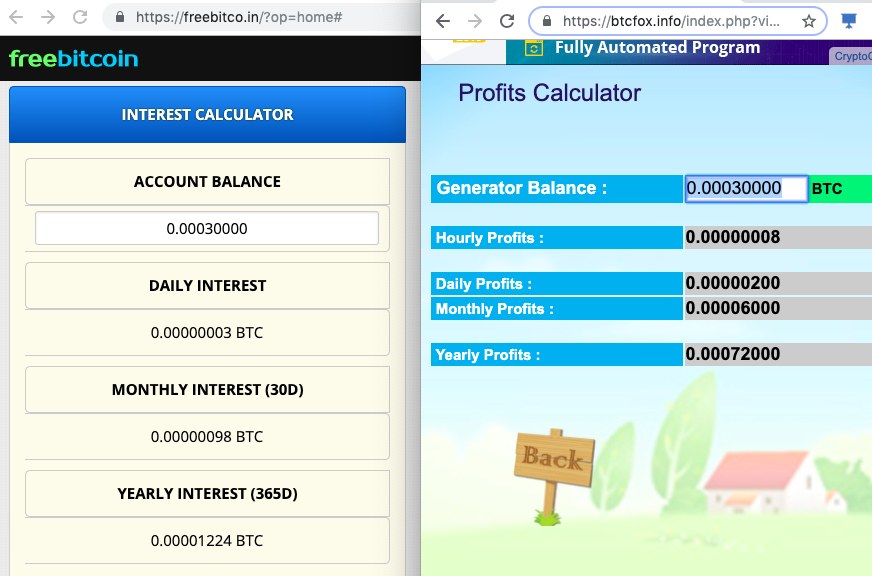 https://freebitco.in/?op=home#
freebitcoin
INTEREST CALCULATOR
ACCOUNT BALANCE
0.00030000
DAILY INTEREST
0.00000003 BTC
MONTHLY INTEREST (30D)
0.00000098 BTC
YEARLY INTEREST (365D)
0.00001224 BTC
https://btcfox.info/index.php?vi...
Fully Automated Program
Profits Calculator
Generator Balance : 0.00030000 BTC
Hourly Profits : 0.00000008
Daily Profits : 0.00000200
Monthly Profits : 0.00006000
Yearly Profits : 0.00072000
Back